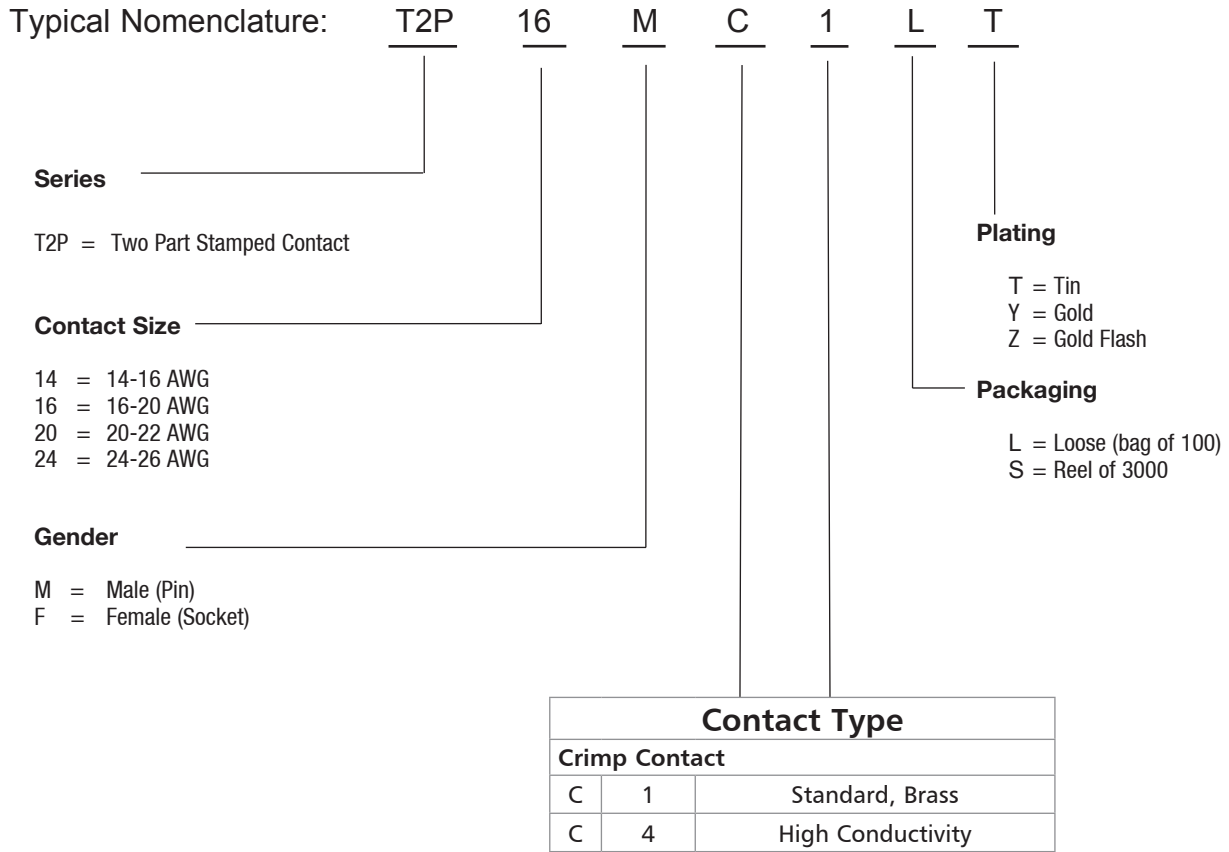 Typical Nomenclature: T2P 16 M C 1 L T
Series
T2P = Two Part Stamped Contact
Contact Size
14 = 14-16 AWG
16 = 16-20 AWG
20 = 20-22 AWG
24 = 24-26 AWG
Gender
M = Male (Pin)
F = Female (Socket)
Plating
T = Tin
Y = Gold
Z = Gold Flash
Packaging
L = Loose (bag of 100)
S = Reel of 3000
Contact Type
Crimp Contact
C 1 Standard, Brass
C 4 High Conductivity